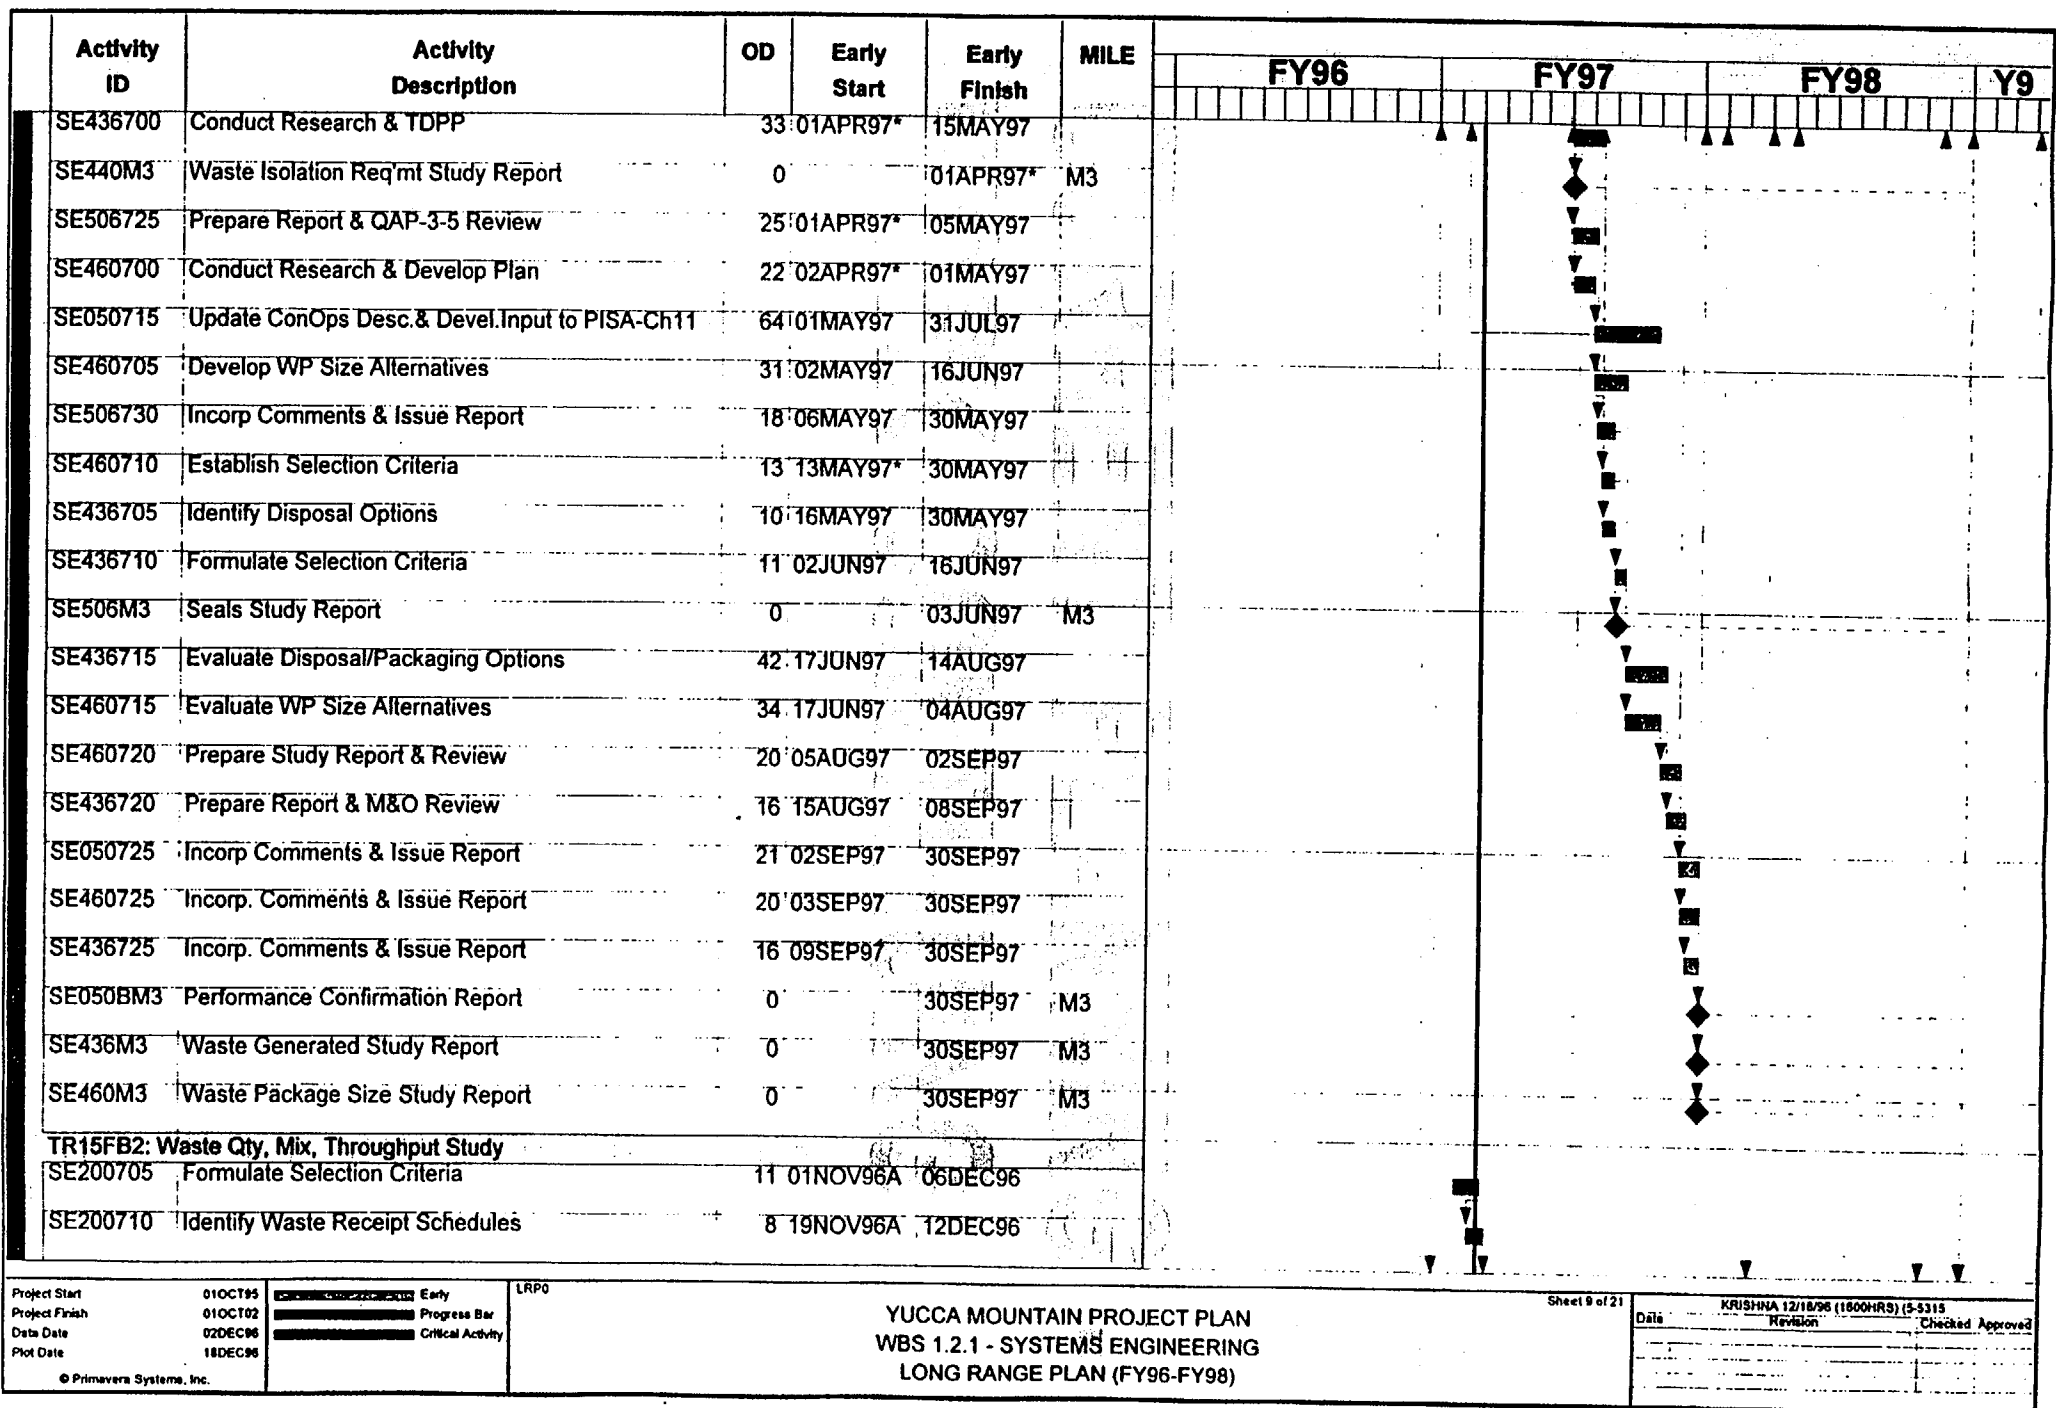 Activity ID Activity Description OD Early Start Early Finish MILE FY96 FY97 FY98 Y9
SE436700 Conduct Research & TDPP 33 01APR97* 15MAY97
SE440M3 Waste Isolation Req'mt Study Report 0 01APR97* M3
SE506725 Prepare Report & QAP-3-5 Review 25 01APR97* 05MAY97
SE460700 Conduct Research & Develop Plan 22 02APR97* 01MAY97
SE050715 Update ConOps Desc.& Devel.Input to PISA-Ch11 64 01MAY97 31JUL97
SE460705 Develop WP Size Alternatives 31 02MAY97 16JUN97
SE506730 Incorp Comments & Issue Report 18 06MAY97 30MAY97
SE460710 Establish Selection Criteria 13 13MAY97* 30MAY97
SE436705 Identify Disposal Options 10 16MAY97 30MAY97
SE436710 Formulate Selection Criteria 11 02JUN97 16JUN97
SE506M3 Seals Study Report 0 03JUN97 M3
SE436715 Evaluate Disposal/Packaging Options 42 17JUN97 14AUG97
SE460715 Evaluate WP Size Alternatives 34 17JUN97 04AUG97
SE460720 Prepare Study Report & Review 20 05AUG97 02SEP97
SE436720 Prepare Report & M&O Review 16 15AUG97 08SEP97
SE050725 Incorp Comments & Issue Report 21 02SEP97 30SEP97
SE460725 Incorp. Comments & Issue Report 20 03SEP97 30SEP97
SE436725 Incorp. Comments & Issue Report 16 09SEP97 30SEP97
SE050BM3 Performance Confirmation Report 0 30SEP97 M3
SE436M3 Waste Generated Study Report 0 30SEP97 M3
SE460M3 Waste Package Size Study Report 0 30SEP97 M3
TR15FB2: Waste Qty, Mix, Throughput Study
SE200705 Formulate Selection Criteria 11 01NOV96A 06DEC96
SE200710 Identify Waste Receipt Schedules 8 19NOV96A 12DEC96
Project Start 01OCT95
Project Finish 01OCT02
Data Date 02DEC96
Plot Date 18DEC96
© Primavera Systems, Inc.
Early
Progress Bar
Critical Activity
LRP0
YUCCA MOUNTAIN PROJECT PLAN
WBS 1.2.1 - SYSTEMS ENGINEERING
LONG RANGE PLAN (FY96-FY98)
Sheet 9 of 21
KRISHNA 12/18/96 (1600HRS) (5-5315
Date Revision Checked Approved